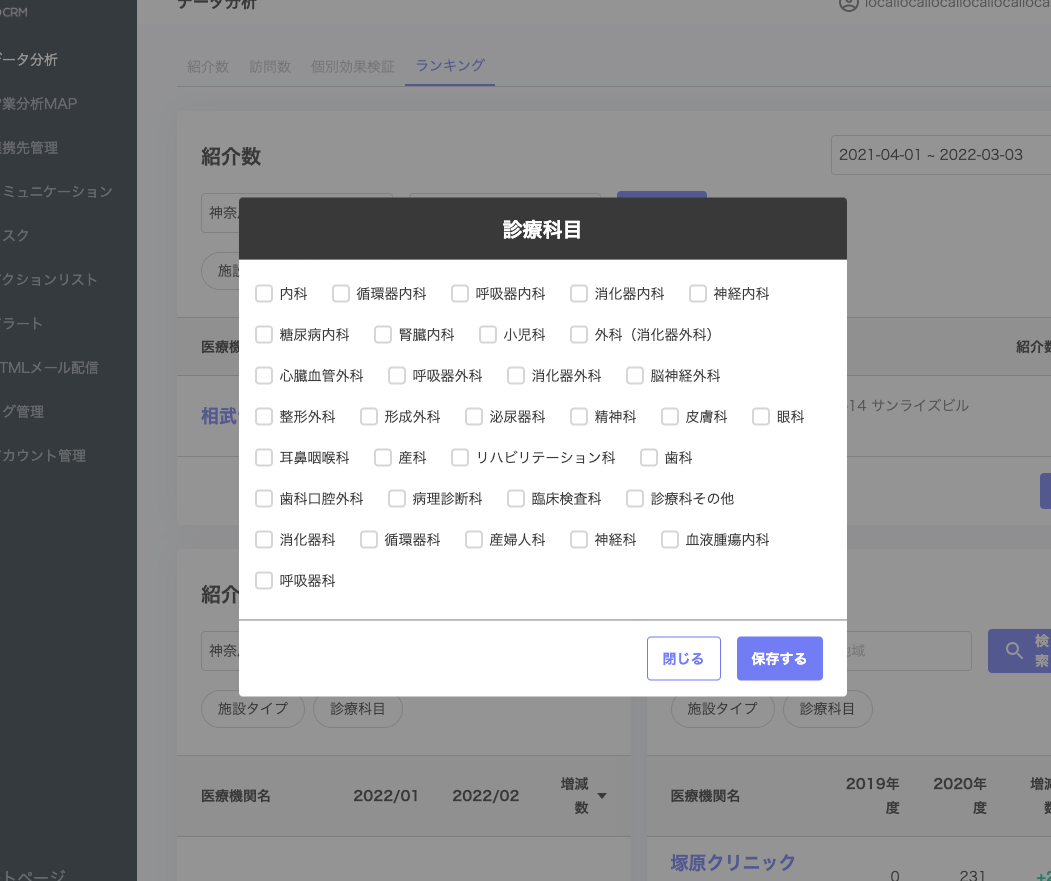 CRM
データ分析
locallocallocallocallocalloca
ータ分析
業分析MAP
携先管理
ミュニケーション
スク
クションリスト
ラート
TMLメール配信
グ管理
カウント管理
トページ
紹介数 訪問数 個別効果検証 ランキング
紹介数
2021-04-01 ~ 2022-03-03
神奈
施設
医療機
紹介数
相武
14 サンライズビル
診療科目
内科 循環器内科 呼吸器内科 消化器内科 神経内科
糖尿病内科 腎臓内科 小児科 外科（消化器外科）
心臓血管外科 呼吸器外科 消化器外科 脳神経外科
整形外科 形成外科 泌尿器科 精神科 皮膚科 眼科
耳鼻咽喉科 産科 リハビリテーション科 歯科
歯科口腔外科 病理診断科 臨床検査科 診療科その他
消化器科 循環器科 産婦人科 神経科 血液腫瘍内科
呼吸器科
閉じる 保存する
紹介
神奈
施設タイプ 診療科目
医療機関名 2022/01 2022/02 増減
数
地域
検
索
施設タイプ 診療科目
医療機関名 2019年
度 2020年
度 増減
数
塚原クリニック
0 231 +2